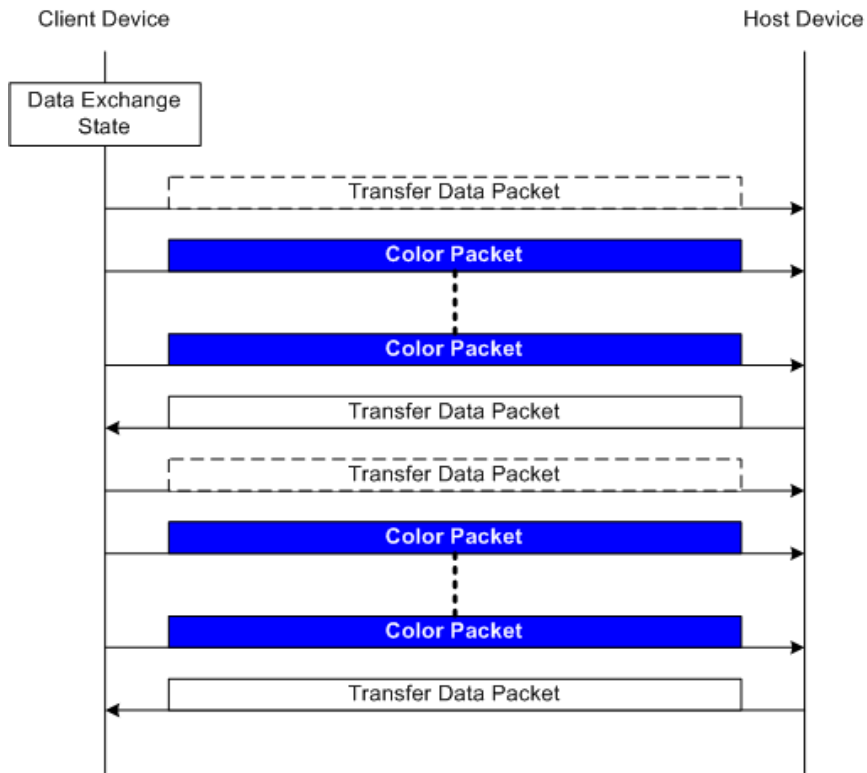 Client Device
Host Device
Data Exchange
State
Transfer Data Packet
Color Packet
Color Packet
Transfer Data Packet
Transfer Data Packet
Color Packet
Color Packet
Transfer Data Packet